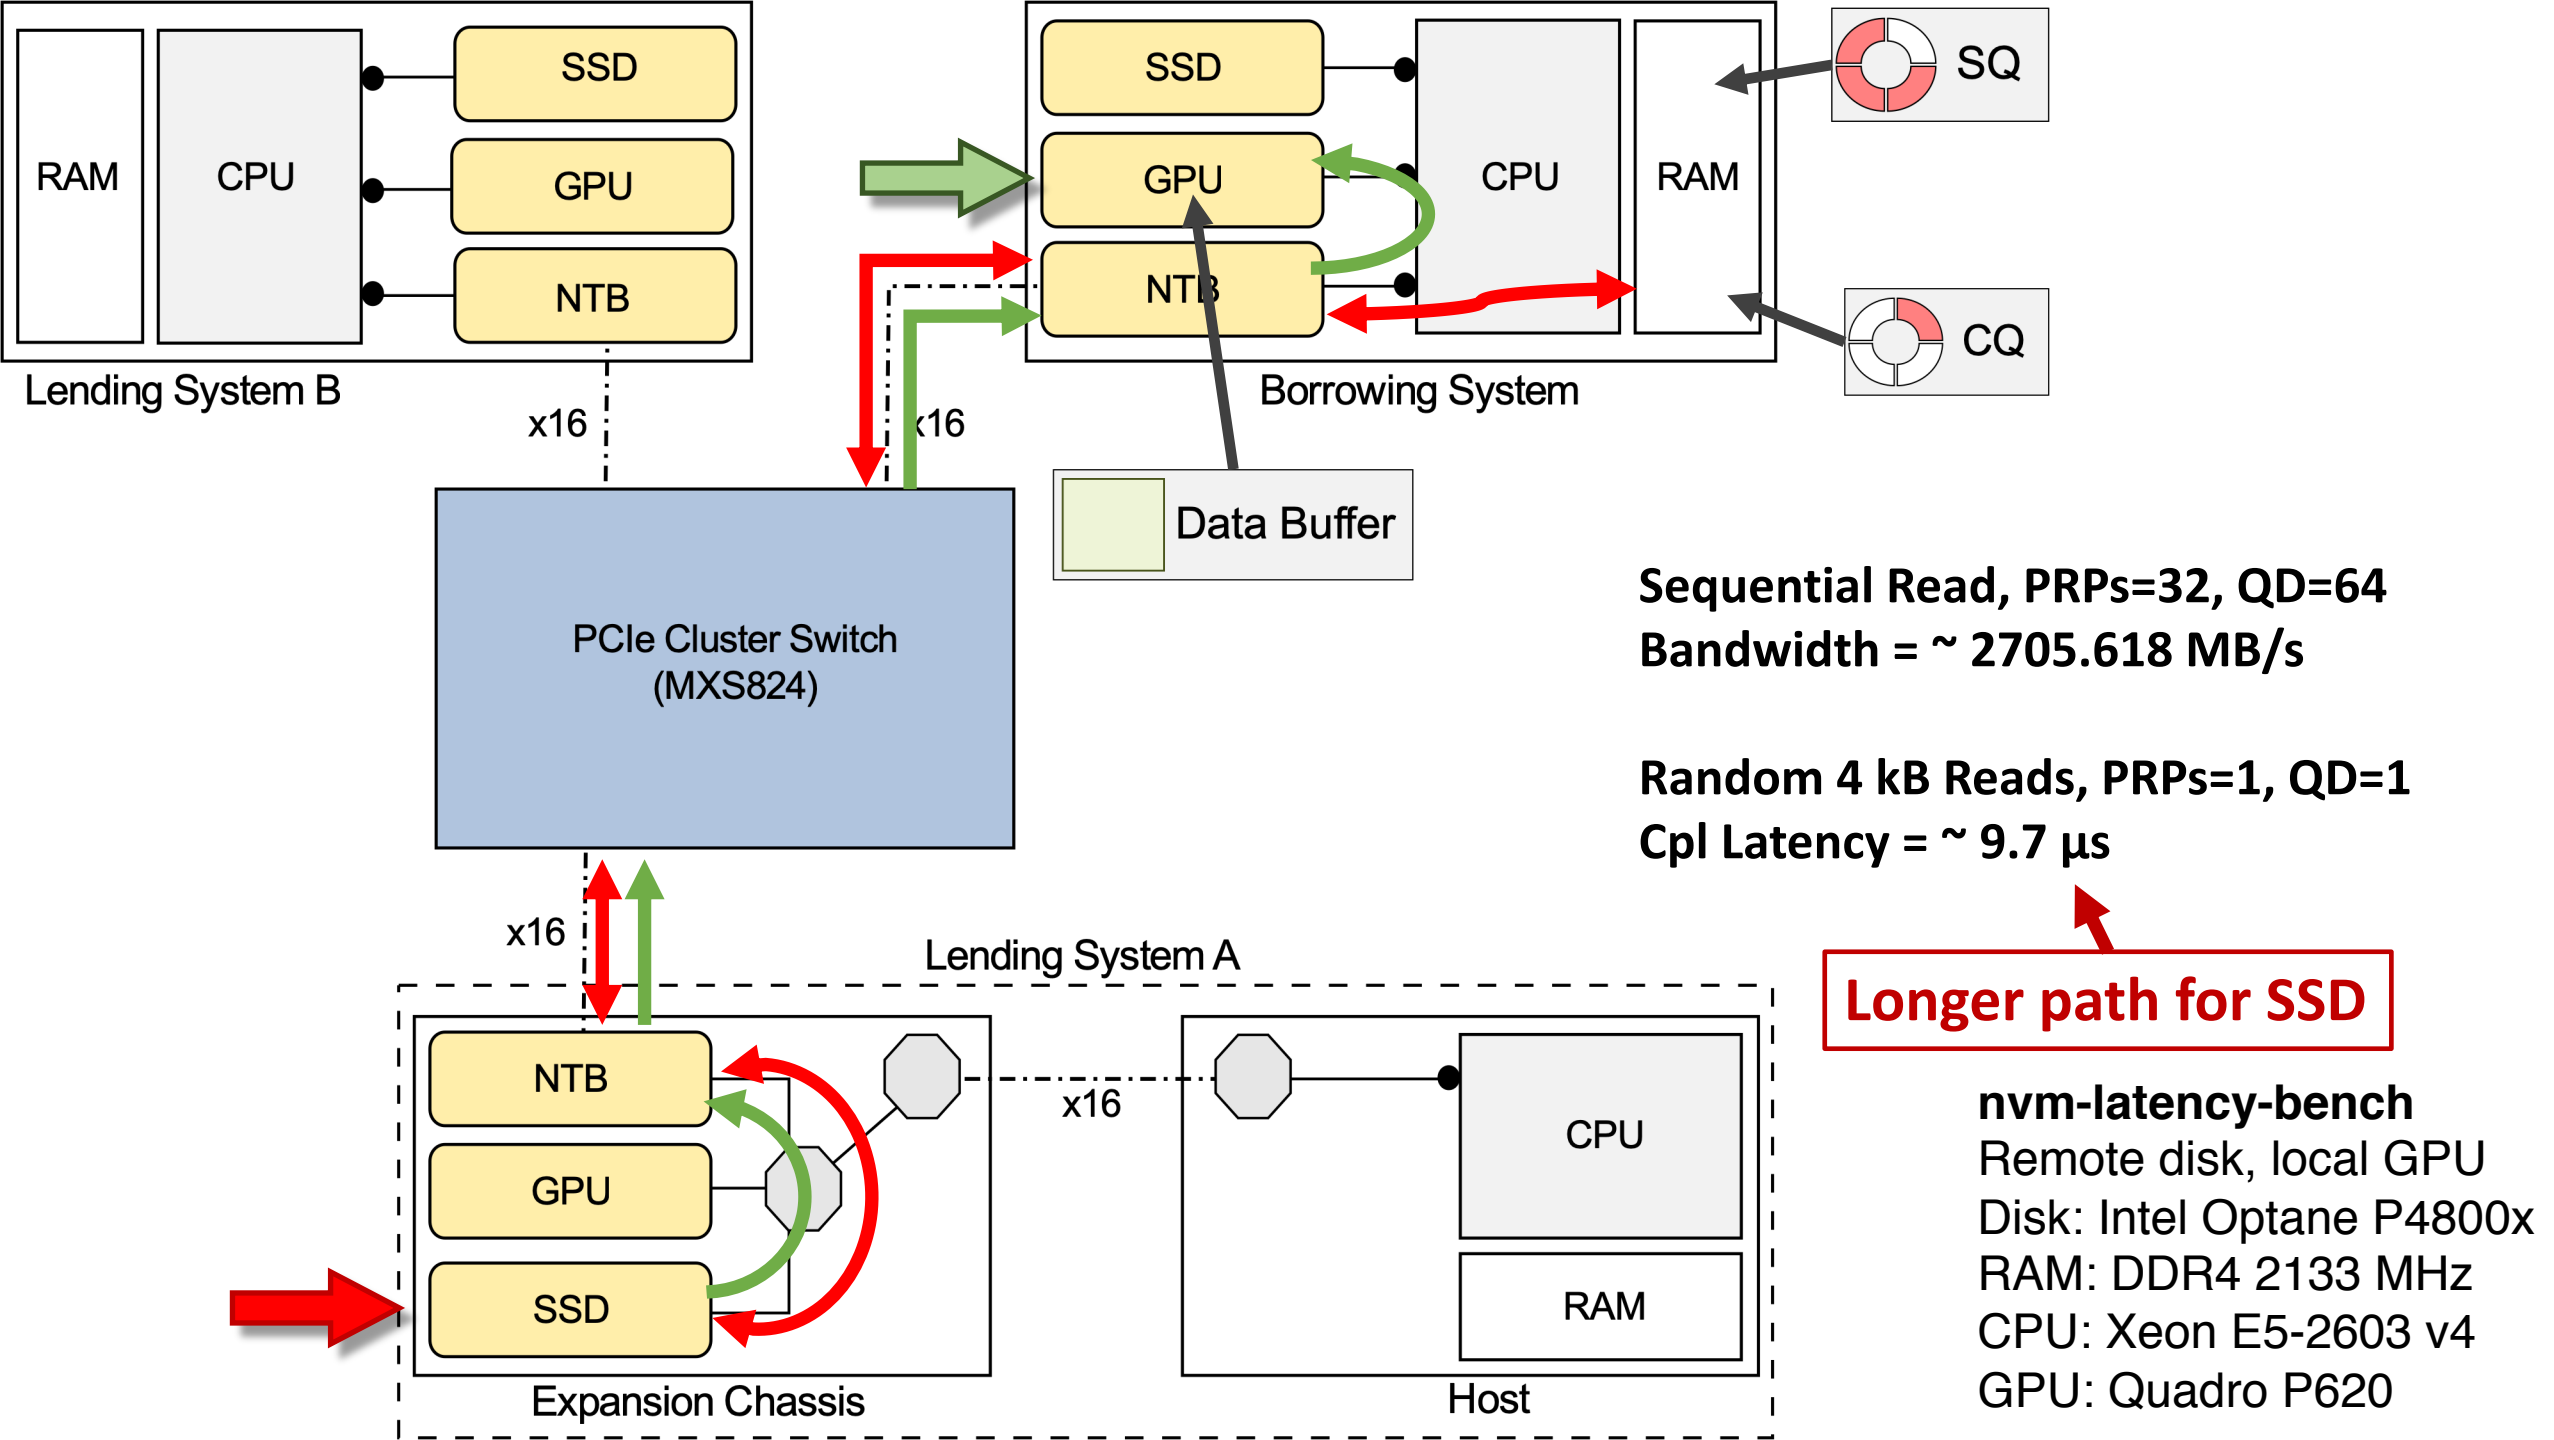 SSD
RAM
CPU
GPU
NTB
Lending System B
x16
SSD
GPU
CPU
RAM
NTB
Borrowing System
x16
SQ
CQ
Data Buffer
PCIe Cluster Switch
(MXS824)
Sequential Read, PRPs=32, QD=64
Bandwidth = ~ 2705.618 MB/s
Random 4 kB Reads, PRPs=1, QD=1
Cpl Latency = ~ 9.7 µs
Longer path for SSD
x16
Lending System A
NTB
GPU
SSD
Expansion Chassis
x16
CPU
RAM
Host
nvm-latency-bench
Remote disk, local GPU
Disk: Intel Optane P4800x
RAM: DDR4 2133 MHz
CPU: Xeon E5-2603 v4
GPU: Quadro P620